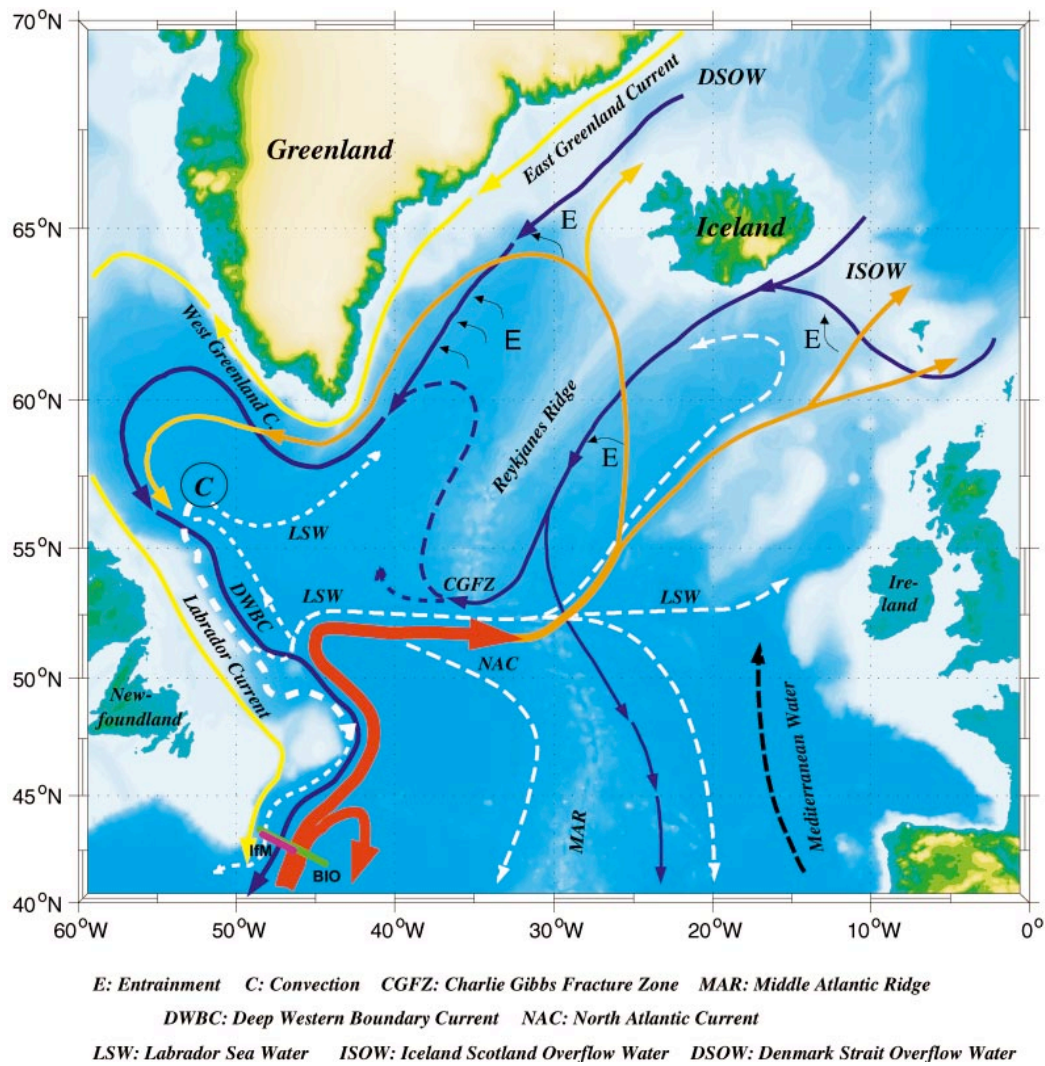 70°N
DSOW
East Greenland Current
Greenland
E
65°N
Iceland
ISOW
West Greenland C.
E
E
60°N
Reykjanes Ridge
E
C
LSW
55°N
CGFZ
Ire-
land
DWBC
LSW
LSW
Labrador Current
NAC
50°N
New-
foundland
Mediterranean Water
45°N
MAR
IfM
BIO
40°N
60°W 50°W 40°W 30°W 20°W 10°W 0°
E: Entrainment C: Convection CGFZ: Charlie Gibbs Fracture Zone MAR: Middle Atlantic Ridge
DWBC: Deep Western Boundary Current NAC: North Atlantic Current
LSW: Labrador Sea Water ISOW: Iceland Scotland Overflow Water DSOW: Denmark Strait Overflow Water